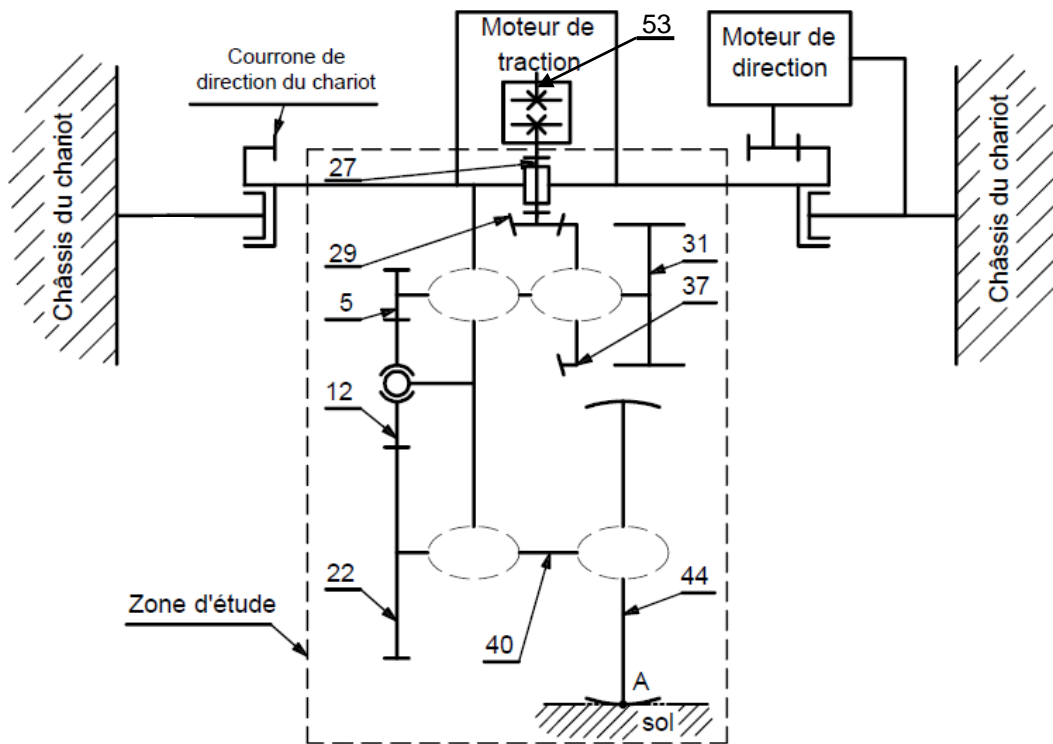 Moteur de
traction
53
Moteur de
direction
Courrone de
direction du chariot
Châssis du chariot
Châssis du chariot
27
29
31
5
37
12
22
44
Zone d'étude
40
A
sol